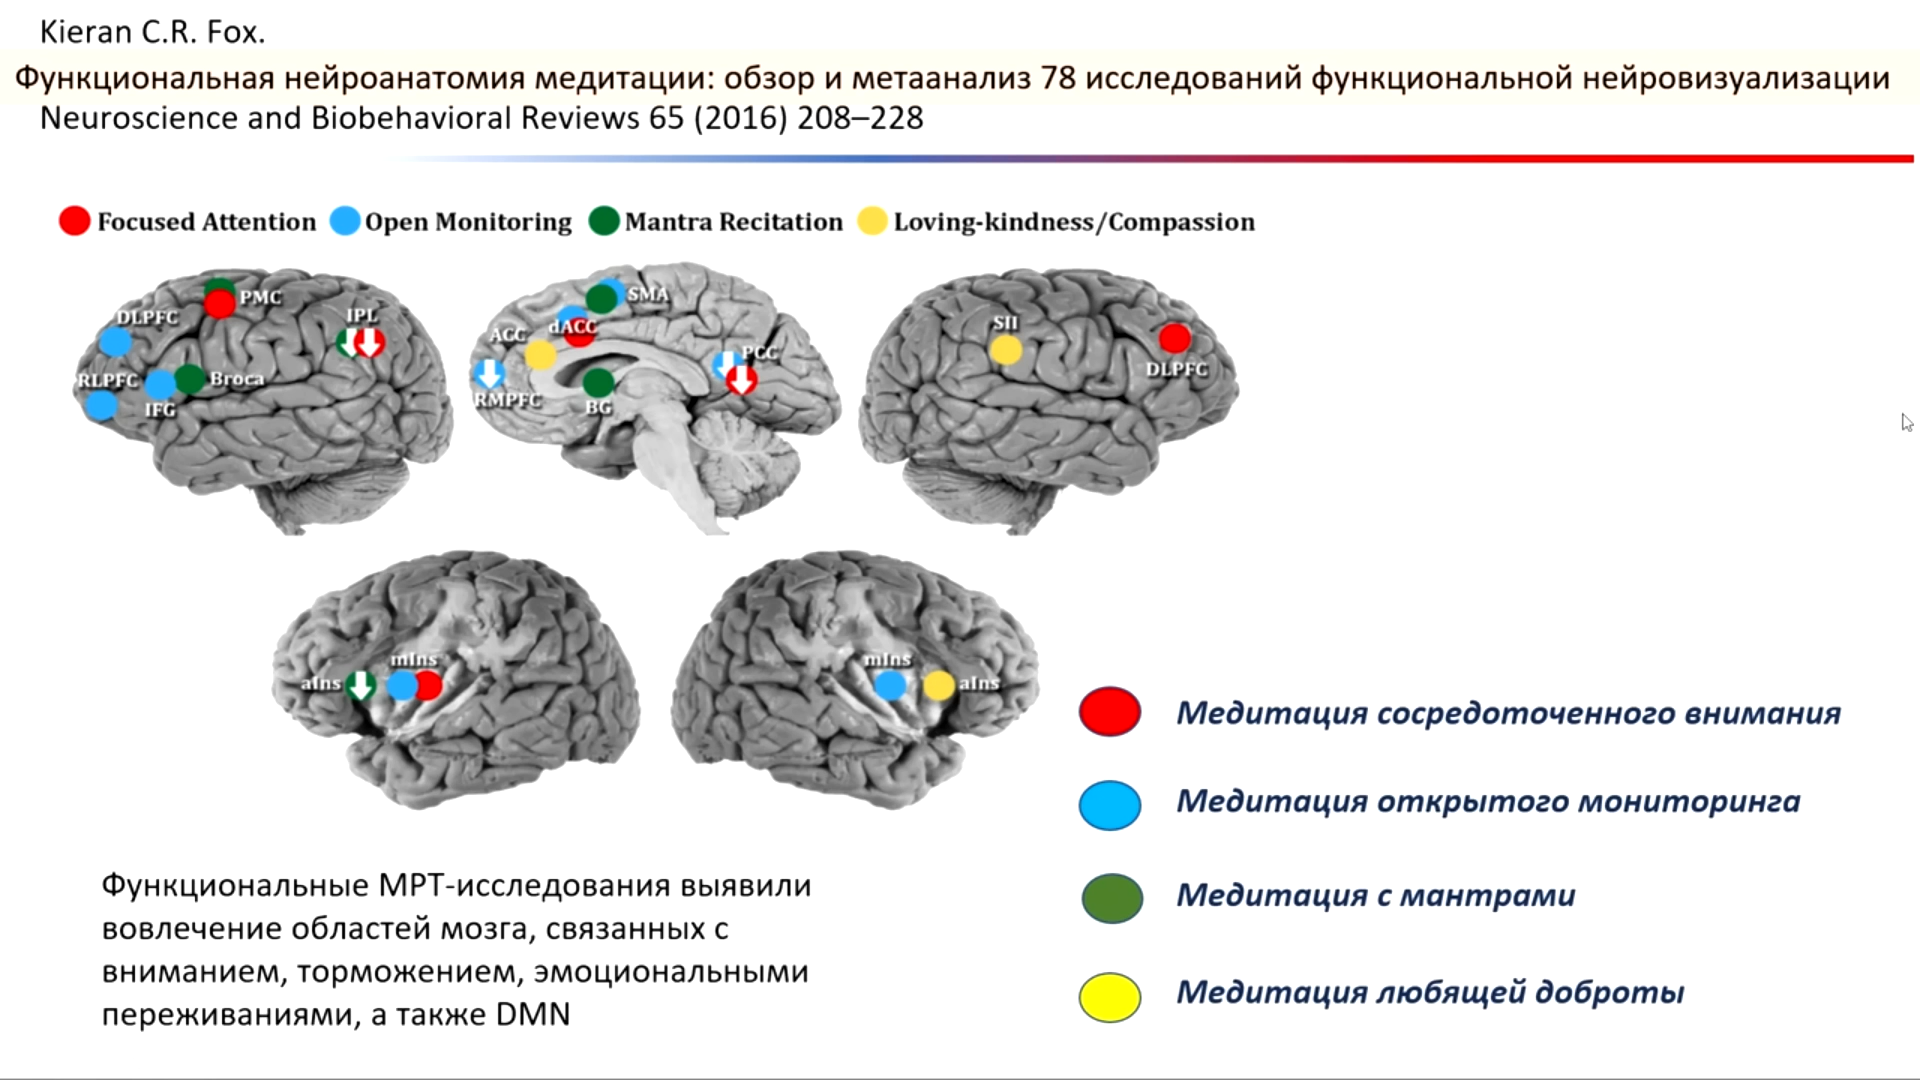 Kieran C.R. Fox.
Функциональная нейроанатомия медитации: обзор и метаанализ 78 исследований функциональной нейровизуализации
Neuroscience and Biobehavioral Reviews 65 (2016) 208–228
Focused Attention Open Monitoring Mantra Recitation Loving-kindness/Compassion
PMC
DLPFC
IPL
RLPFC
Broca
IFG
SMA
dACC
ACC
PCC
RMPFC
BG
SII
DLPFC
mIns
aIns
mIns
aIns
Медитация сосредоточенного внимания
Медитация открытого мониторинга
Медитация с мантрами
Медитация любящей доброты
Функциональные МРТ-исследования выявили
вовлечение областей мозга, связанных с
вниманием, торможением, эмоциональными
переживаниями, а также DMN